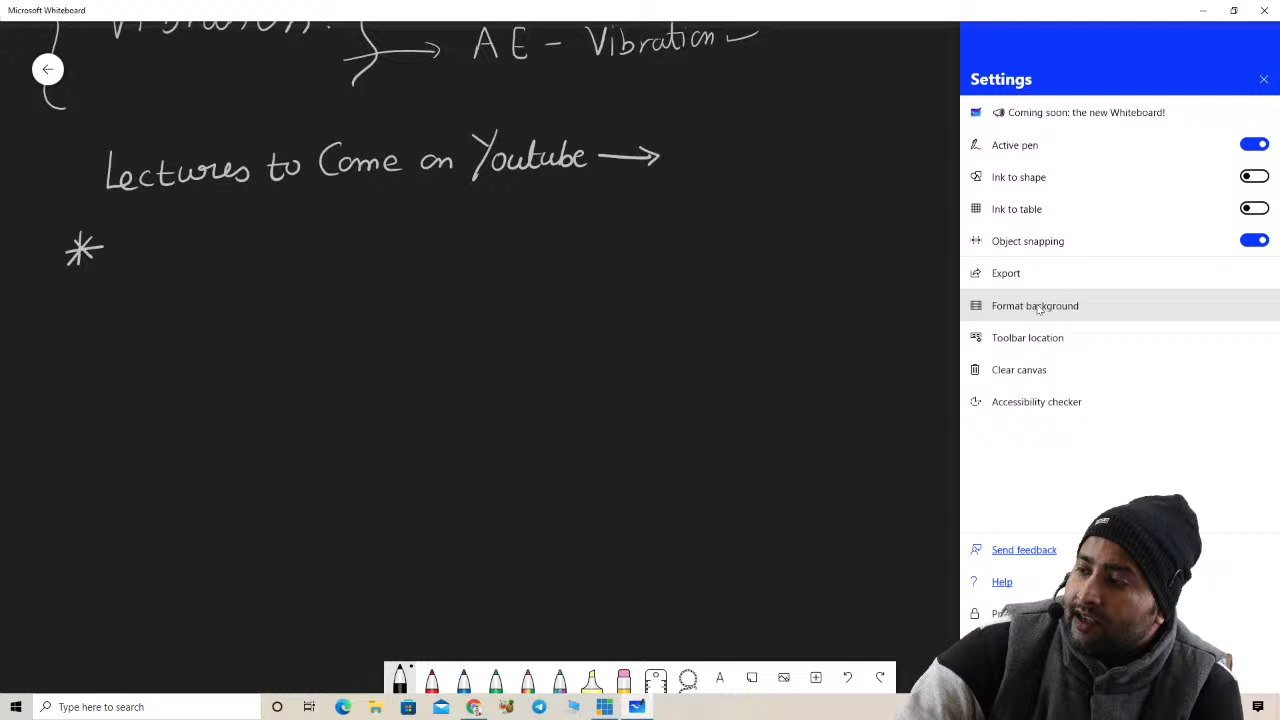 Microsoft Whiteboard
Vibrations.
AE - Vibration
Lectures to Come on Youtube →
*
Settings
Coming soon: the new Whiteboard!
Active pen
Ink to shape
Ink to table
Object snapping
Export
Format background
Toolbar location
Clear canvas
Accessibility checker
Send feedback
Help
A
Type here to search